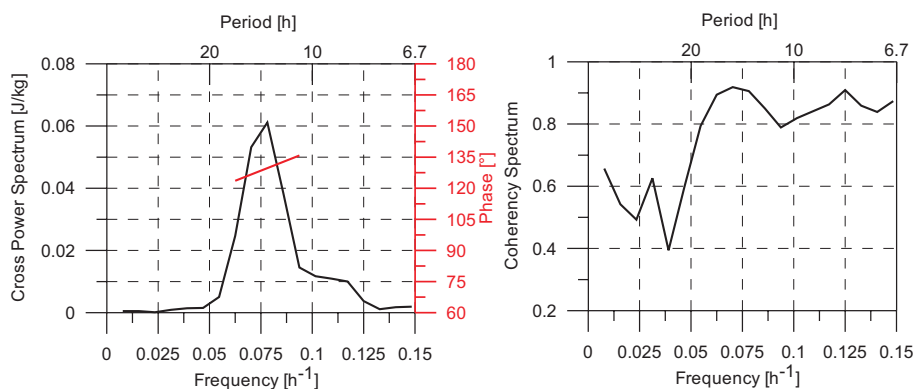 Period [h]
20 10 6.7
Cross Power Spectrum [J/kg]
0.08
0.06
0.04
0.02
0
180
165
150
135
120
105
90
75
60
Phase [°]
0 0.025 0.05 0.075 0.1 0.125 0.15
Frequency [h⁻¹]
Period [h]
20 10 6.7
Coherency Spectrum
1
0.8
0.6
0.4
0.2
0 0.025 0.05 0.075 0.1 0.125 0.15
Frequency [h⁻¹]